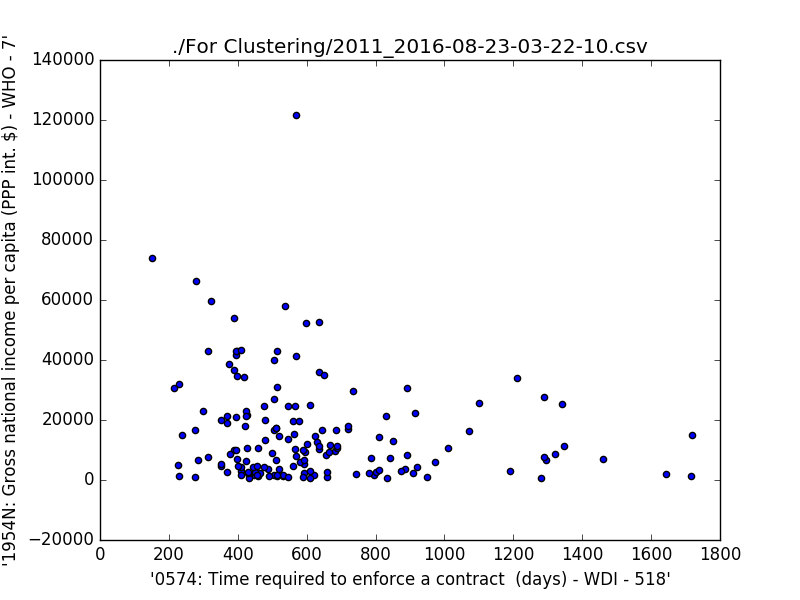 ./For Clustering/2011_2016-08-23-03-22-10.csv
'1954N: Gross national income per capita (PPP int. $) - WHO - 7'
140000
120000
100000
80000
60000
40000
20000
0
−20000
0 200 400 600 800 1000 1200 1400 1600 1800
'0574: Time required to enforce a contract  (days) - WDI - 518'